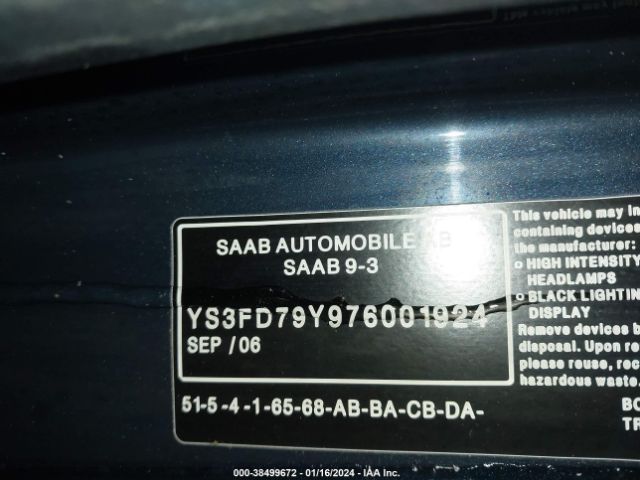 SAAB AUTOMOBILE AB
SAAB 9-3
YS3FD79Y976001924
SEP / 06
51-5 -4 -1-65-68-AB-BA-CB-DA-
This vehicle may in
containing devices
the manufacturer:
o HIGH INTENSITY
HEADLAMPS
o BLACK LIGHTIN
DISPLAY
Remove devices b
disposal. Upon re
please reuse, rec
hazardous waste.
BO
TR
000-38499672 - 01/16/2024 - IAA Inc.